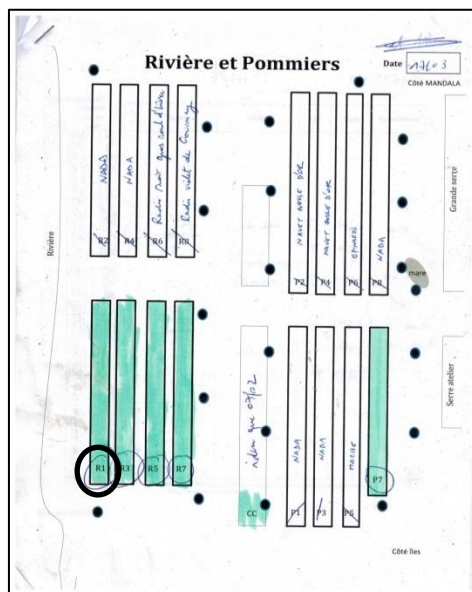 Rivière et Pommiers
Date 17/03
Côté MANDALA
NADA
NADA
Radis noir gros rond d'hiver
Radis violet de Gournay
R2
R4
R6
R8
NAVET BOULE D'OR
NAVET BOULE D'OR
EPINARDS
NADA
P2
P4
P6
P8
Grande serre
mare
Rivière
R1
R3
R5
R7
idem que 07/02
CC
NADA
NADA
MACHE
P1
P3
P5
P7
Serre atelier
Côté îles